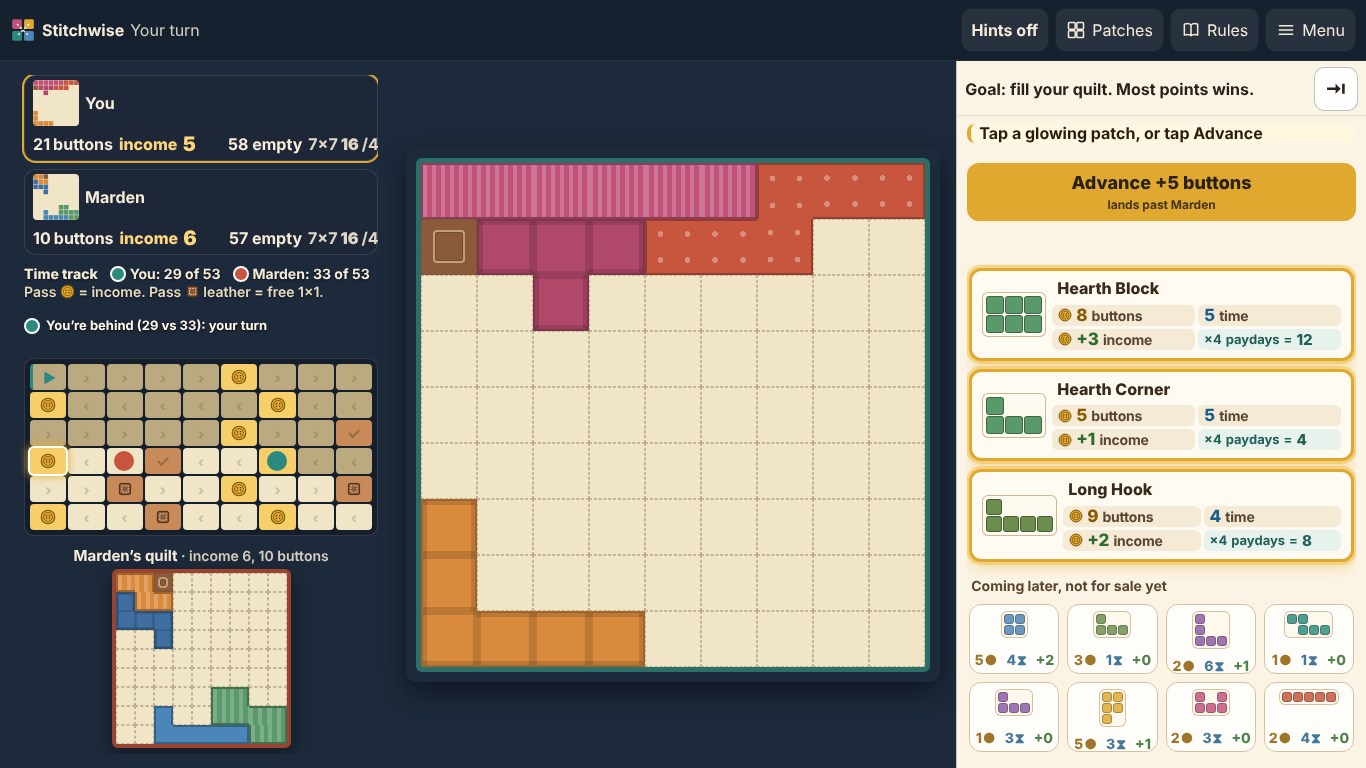 Stitchwise Your turn
Hints off
Patches
Rules
Menu
You
21 buttons income 5 58 empty 7×7 16 /4
Marden
10 buttons income 6 57 empty 7×7 16 /4
Time track You: 29 of 53 Marden: 33 of 53
Pass = income. Pass leather = free 1×1.
You're behind (29 vs 33): your turn
Marden's quilt · income 6, 10 buttons
Goal: fill your quilt. Most points wins.
Tap a glowing patch, or tap Advance
Advance +5 buttons
lands past Marden
Hearth Block
8 buttons 5 time
+3 income ×4 paydays = 12
Hearth Corner
5 buttons 5 time
+1 income ×4 paydays = 4
Long Hook
9 buttons 4 time
+2 income ×4 paydays = 8
Coming later, not for sale yet
5 4 +2
3 1 +0
2 6 +1
1 1 +0
1 3 +0
5 3 +1
2 3 +0
2 4 +0